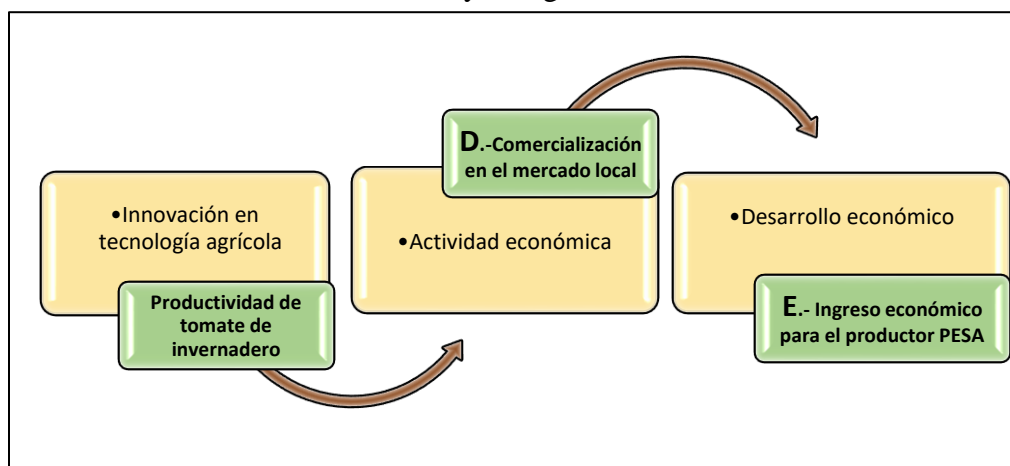 •Innovación en
tecnología agrícola
Productividad de
tomate de
invernadero
D.-Comercialización
en el mercado local
•Actividad económica
•Desarrollo económico
E.- Ingreso económico
para el productor PESA